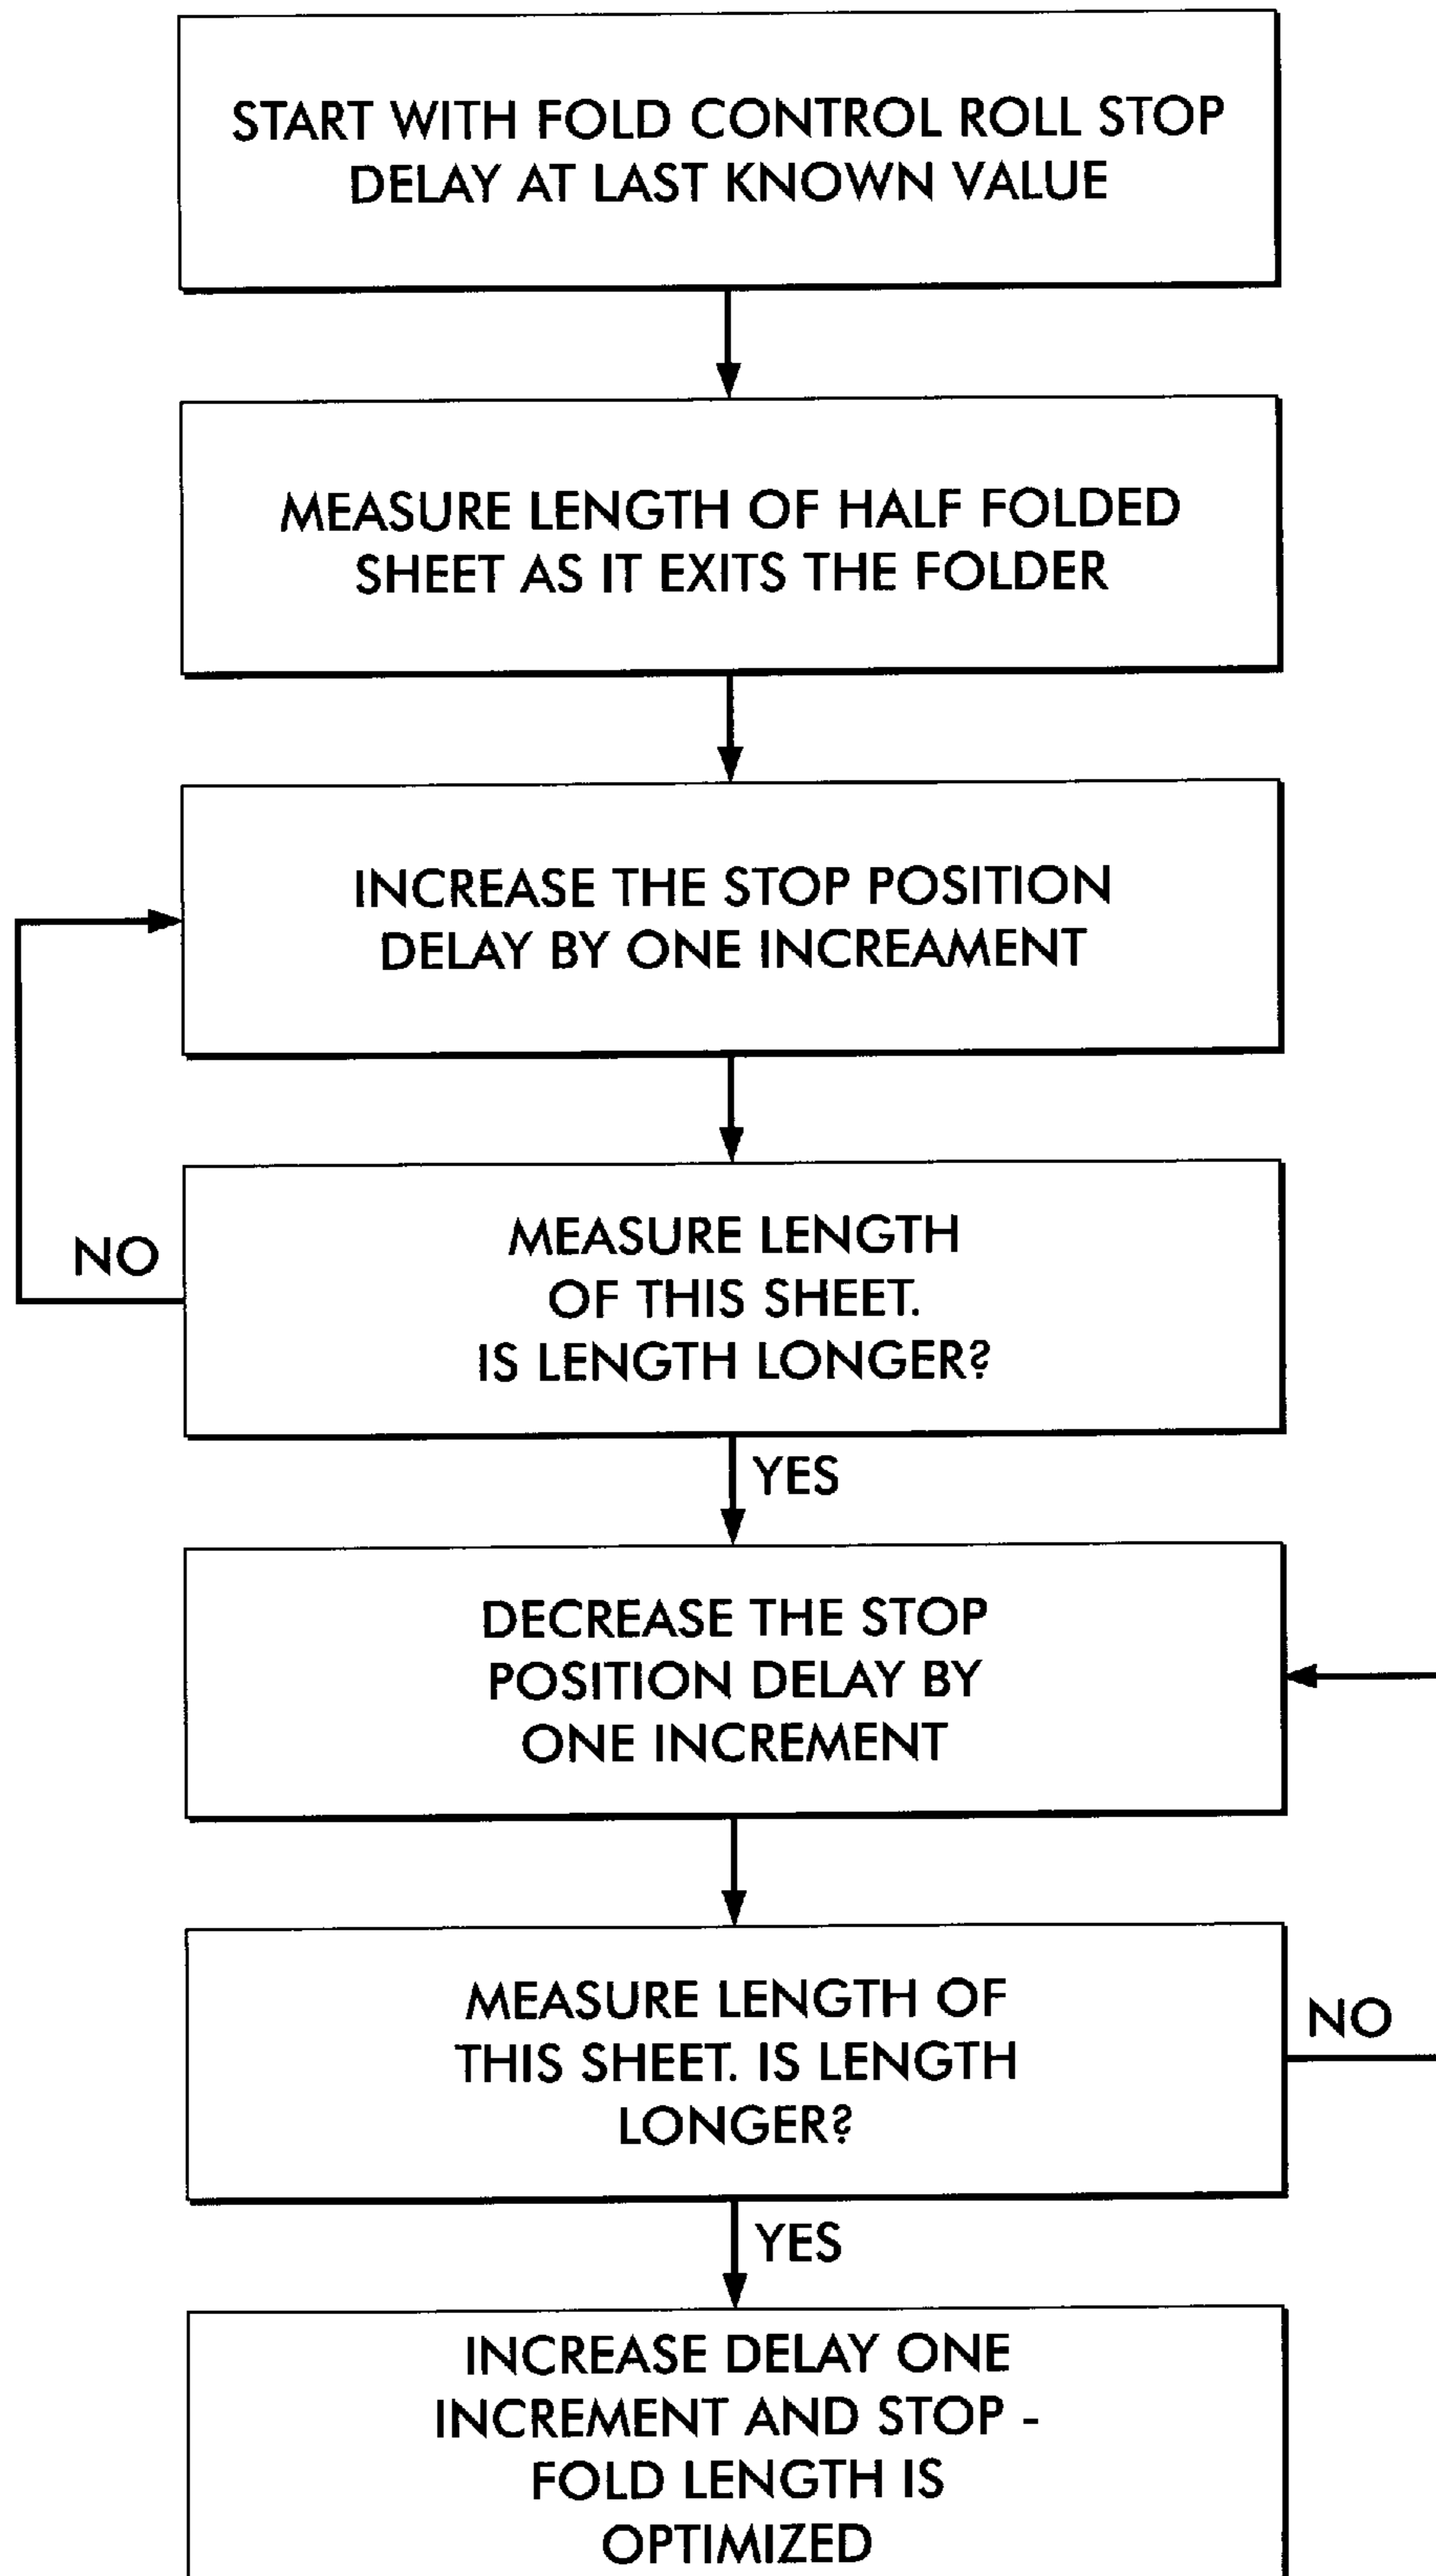 START WITH FOLD CONTROL ROLL STOP
DELAY AT LAST KNOWN VALUE
MEASURE LENGTH OF HALF FOLDED
SHEET AS IT EXITS THE FOLDER
INCREASE THE STOP POSITION
DELAY BY ONE INCREAMENT
MEASURE LENGTH
OF THIS SHEET.
IS LENGTH LONGER?
NO
YES
DECREASE THE STOP
POSITION DELAY BY
ONE INCREMENT
MEASURE LENGTH OF
THIS SHEET. IS LENGTH
LONGER?
NO
YES
INCREASE DELAY ONE
INCREMENT AND STOP -
FOLD LENGTH IS
OPTIMIZED